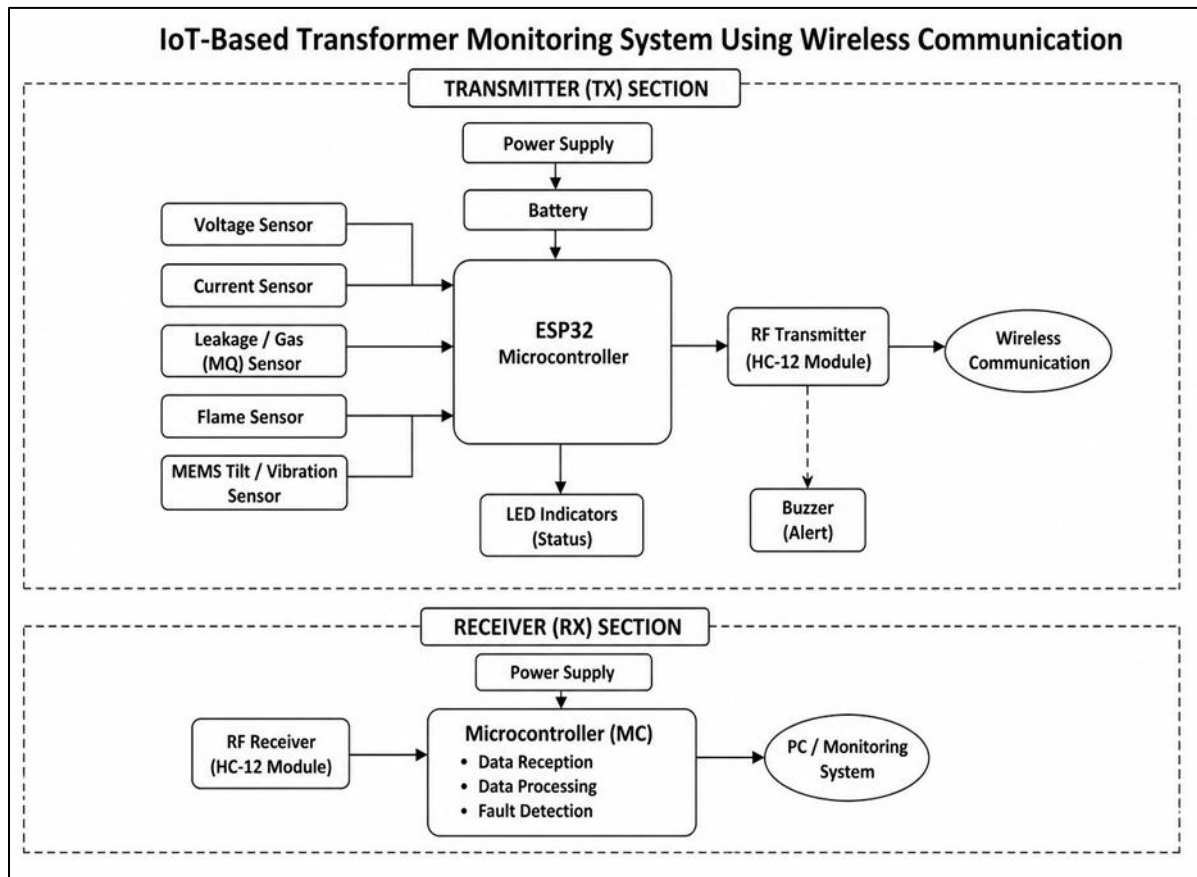 IoT-Based Transformer Monitoring System Using Wireless Communication
TRANSMITTER (TX) SECTION
Power Supply
Battery
Voltage Sensor
Current Sensor
Leakage / Gas
(MQ) Sensor
Flame Sensor
MEMS Tilt / Vibration
Sensor
ESP32
Microcontroller
RF Transmitter
(HC-12 Module)
Wireless
Communication
LED Indicators
(Status)
Buzzer
(Alert)
RECEIVER (RX) SECTION
Power Supply
RF Receiver
(HC-12 Module)
Microcontroller (MC)
• Data Reception
• Data Processing
• Fault Detection
PC / Monitoring
System